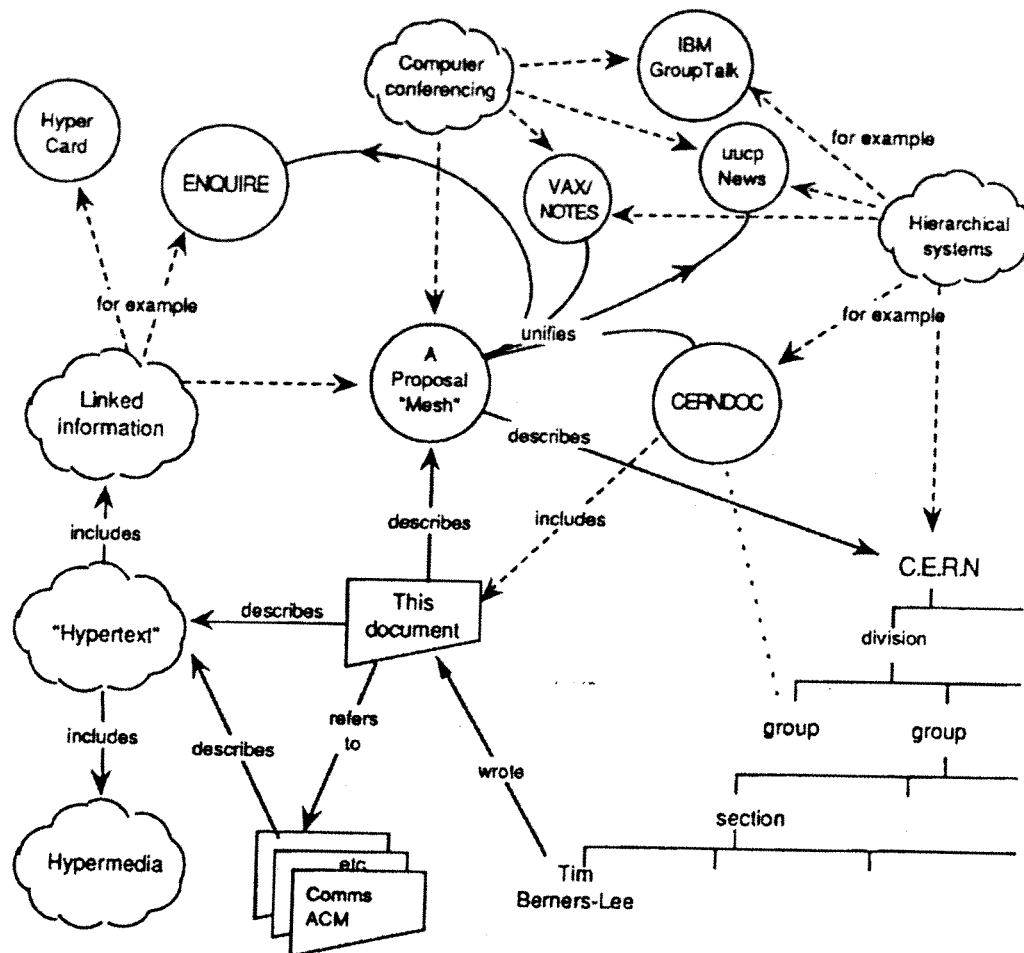 IBM
GroupTalk
Computer
conferencing
Hyper
Card
for example
uucp
News
ENQUIRE
VAX/
NOTES
Hierarchical
systems
for example
for example
unifies
A
Proposal
"Mesh"
Linked
information
CERNDOC
describes
includes
describes
includes
C.E.R.N
"Hypertext"
describes
This
document
division
includes
describes
refers
to
group
group
wrote
section
Hypermedia
etc
Comms
ACM
Tim
Berners-Lee